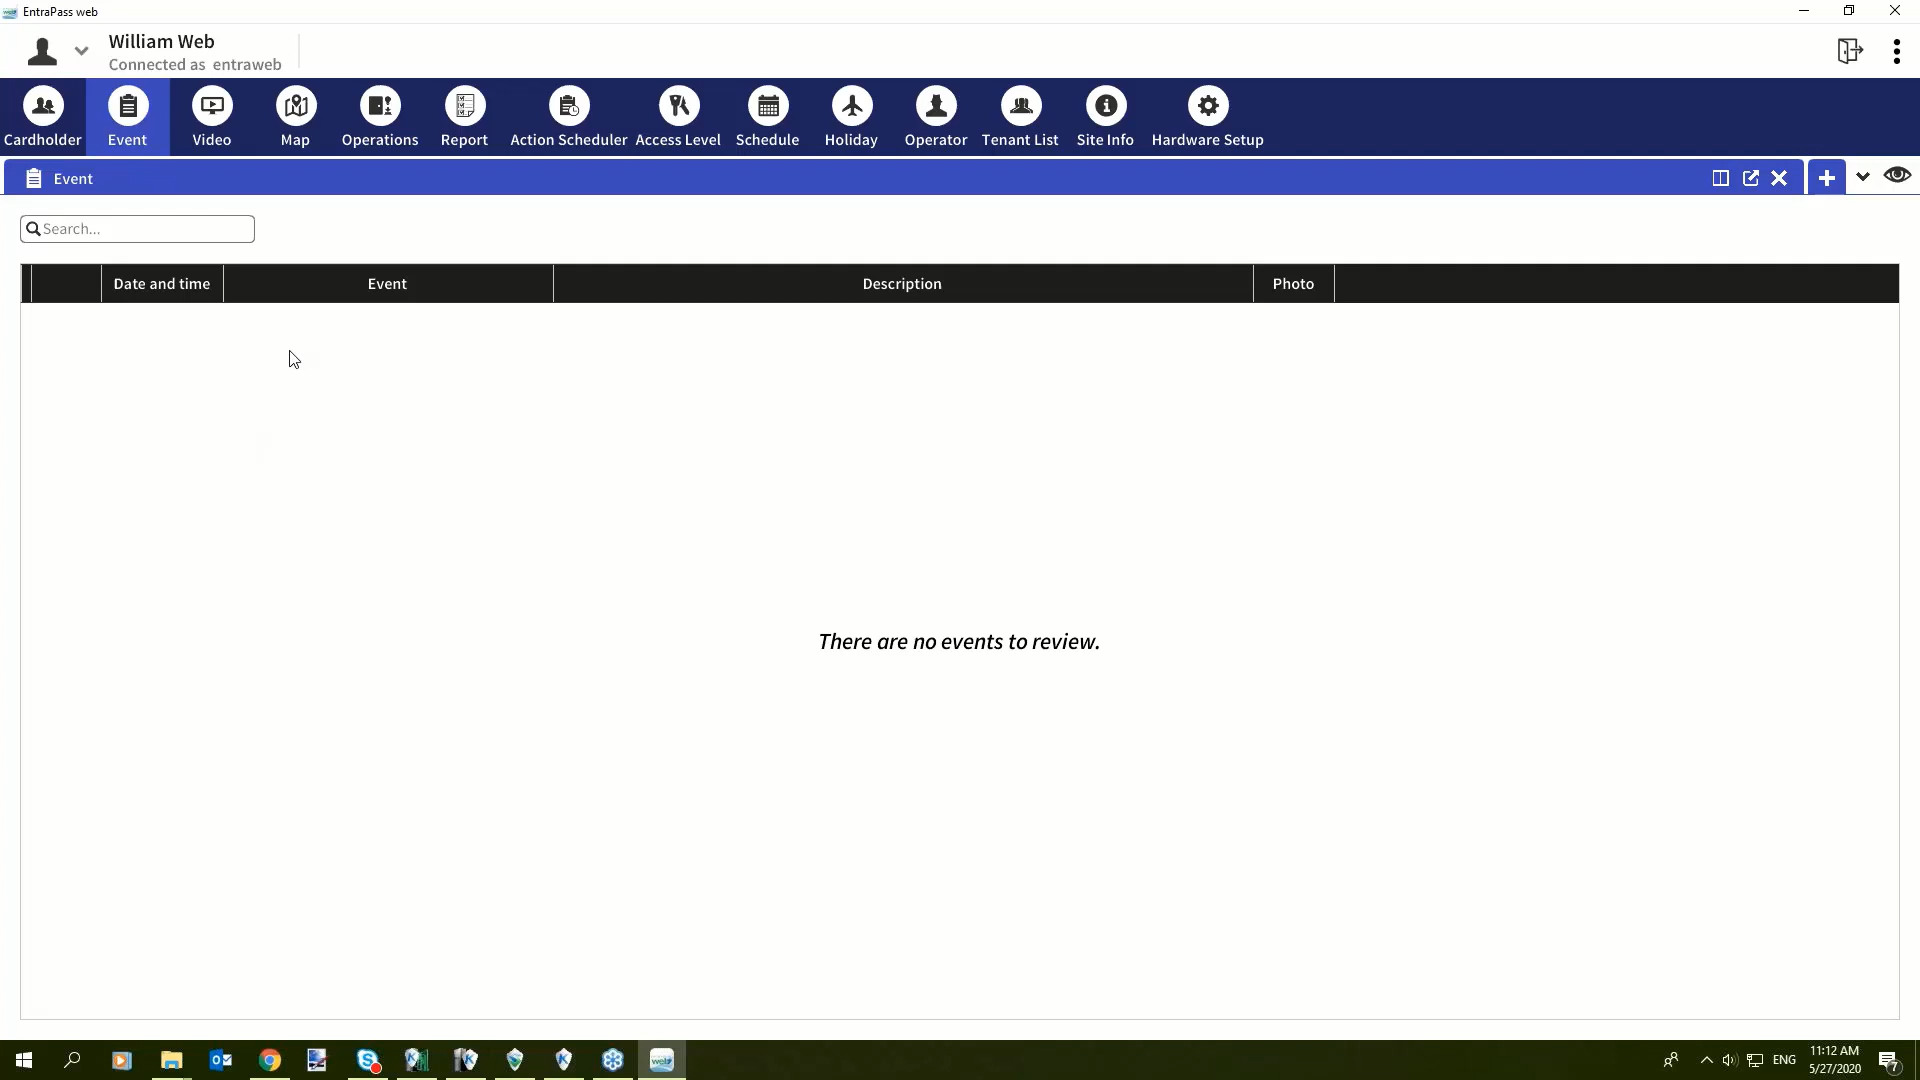 EntraPass web
William Web
Connected as entraweb
Cardholder Event Video Map Operations Report Action Scheduler Access Level Schedule Holiday Operator Tenant List Site Info Hardware Setup
Event
Search...
Date and time Event Description Photo
There are no events to review.
ENG
11:12 AM
5/27/2020
7